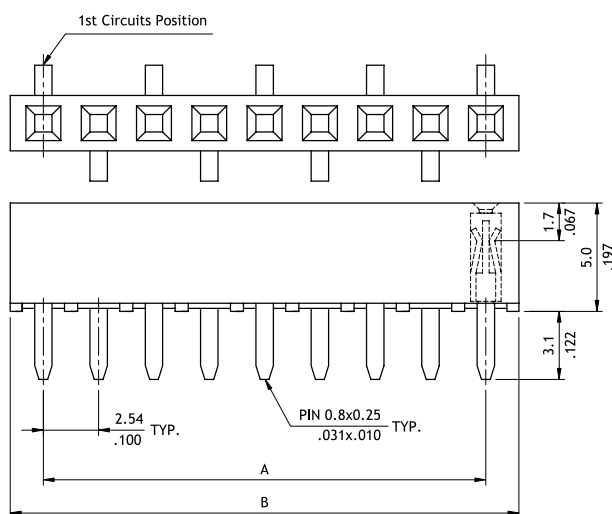 1st Circuits Position
1.7
.067
5.0
.197
3.1
.122
2.54
.100
TYP.
PIN 0.8x0.25
.031x.010
TYP.
A
B